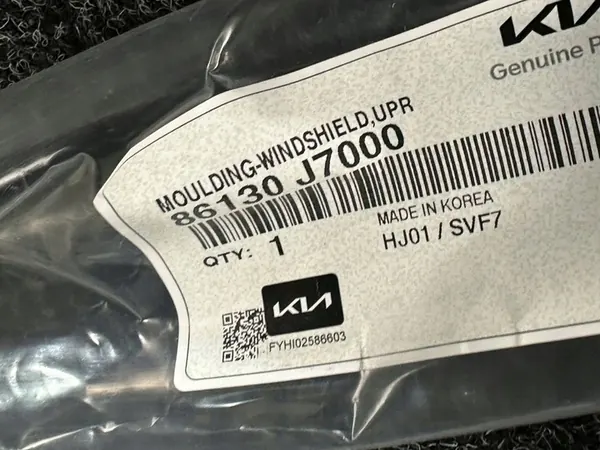 KIA
Genuine P
MOULDING-WINDSHIELD,UPR
86130 J7000
MADE IN KOREA
QTY: 1
HJ01 / SVF7
KIA
FYHI02586603